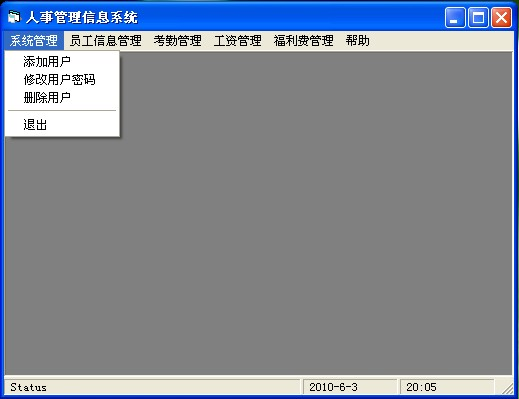 人事管理信息系统
系统管理 员工信息管理 考勤管理 工资管理 福利费管理 帮助
添加用户
修改用户密码
删除用户
退出
Status 2010-6-3 20:05